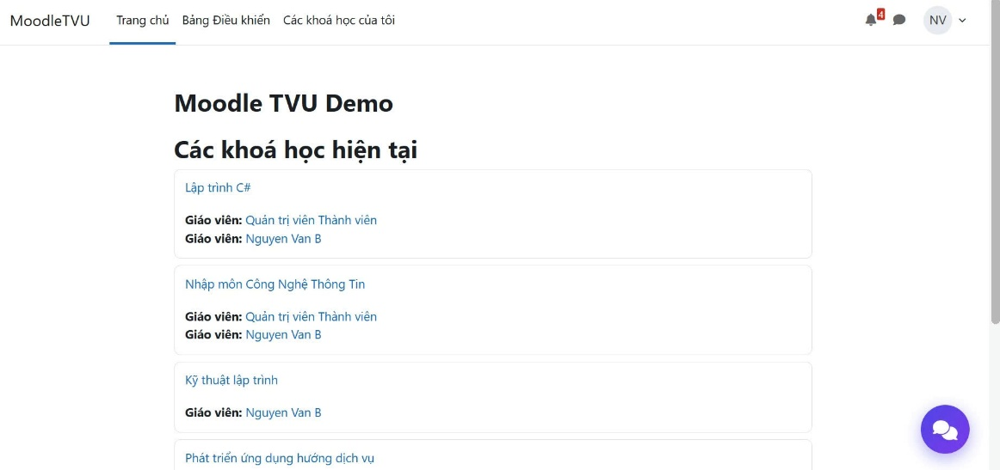 MoodleTVU Trang chủ Bảng Điều khiển Các khoá học của tôi 4 NV
Moodle TVU Demo
Các khoá học hiện tại
Lập trình C#
Giáo viên: Quản trị viên Thành viên
Giáo viên: Nguyen Van B
Nhập môn Công Nghệ Thông Tin
Giáo viên: Quản trị viên Thành viên
Giáo viên: Nguyen Van B
Kỹ thuật lập trình
Giáo viên: Nguyen Van B
Phát triển ứng dụng hướng dịch vụ